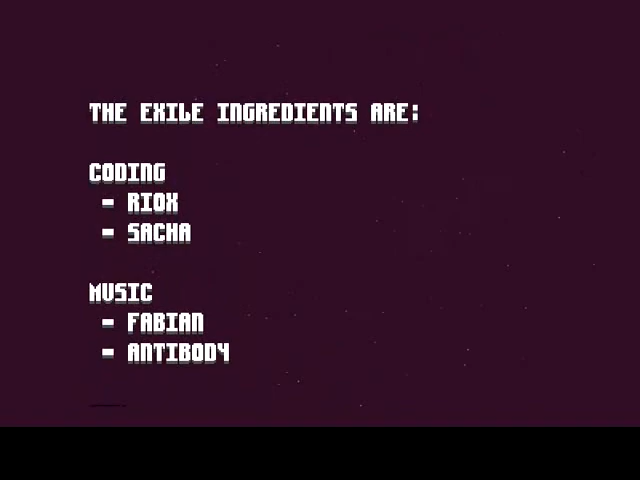 THE EXILE INGREDIENTS ARE:
CODING
- RIOX
- SACHA
MUSIC
- FABIAN
- ANTIBODY